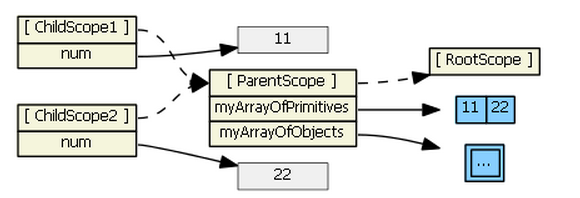 [ ChildScope1 ]
num
11
[ ChildScope2 ]
num
22
[ ParentScope ]
myArrayOfPrimitives
myArrayOfObjects
[ RootScope ]
11 22
...